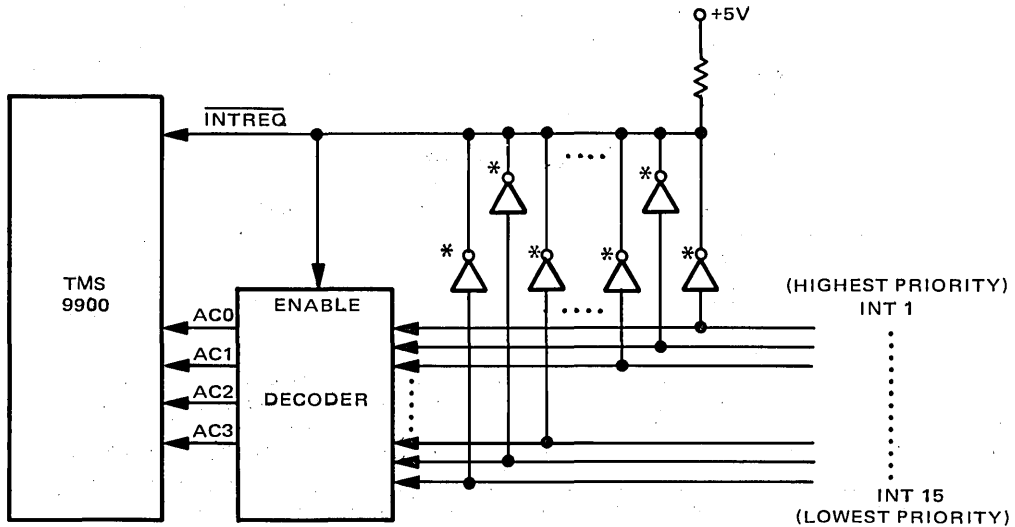 +5V
INTREQ
* * * * * *
TMS
9900
ENABLE
DECODER
AC0
AC1
AC2
AC3
(HIGHEST PRIORITY)
INT 1
INT 15
(LOWEST PRIORITY)